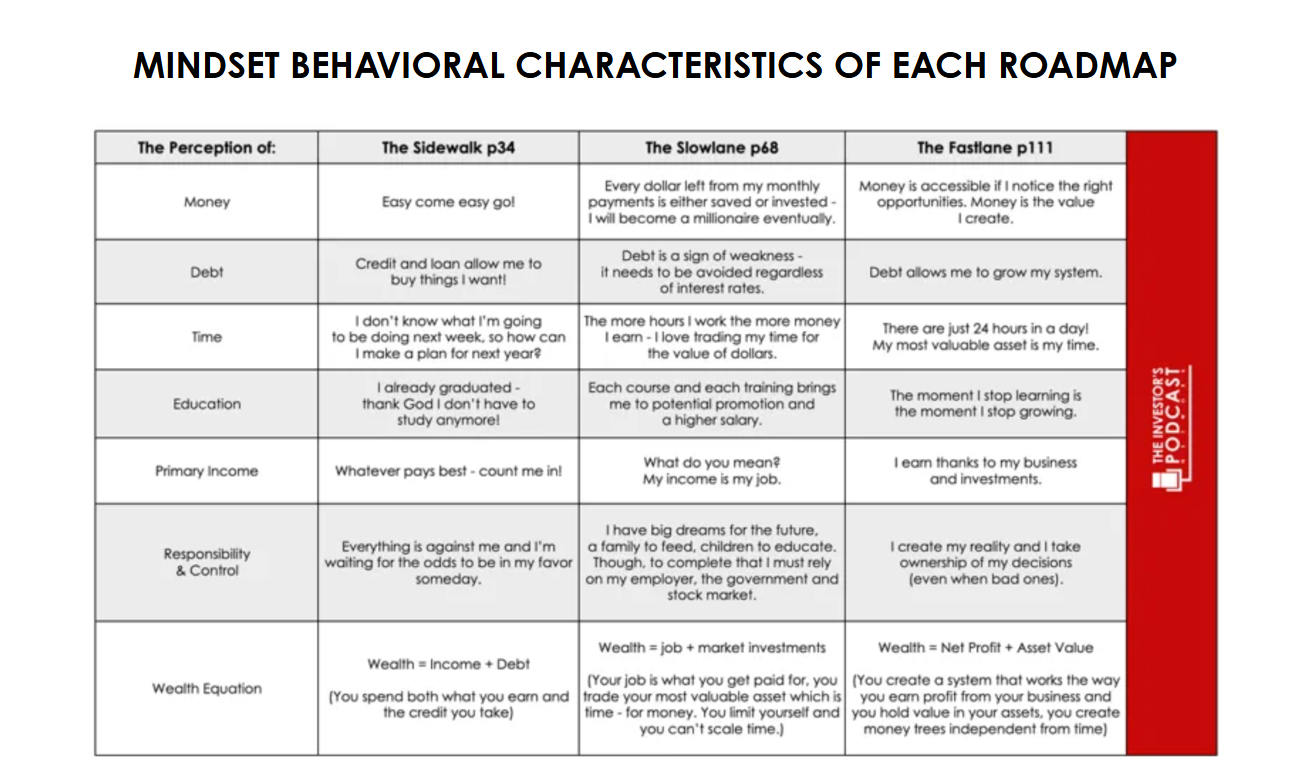 MINDSET BEHAVIORAL CHARACTERISTICS OF EACH ROADMAP
The Perception of:
The Sidewalk p34
The Slowlane p68
The Fastlane p111
Money
Easy come easy go!
Every dollar left from my monthly
payments is either saved or invested -
I will become a millionaire eventually.
Money is accessible if I notice the right
opportunities. Money is the value
I create.
Debt
Credit and loan allow me to
buy things I want!
Debt is a sign of weakness -
it needs to be avoided regardless
of interest rates.
Debt allows me to grow my system.
Time
I don't know what I'm going
to be doing next week, so how can
I make a plan for next year?
The more hours I work the more money
I earn - I love trading my time for
the value of dollars.
There are just 24 hours in a day!
My most valuable asset is my time.
Education
I already graduated -
thank God I don't have to
study anymore!
Each course and each training brings
me to potential promotion and
a higher salary.
The moment I stop learning is
the moment I stop growing.
Primary Income
Whatever pays best - count me in!
What do you mean?
My income is my job.
I earn thanks to my business
and investments.
Responsibility
& Control
Everything is against me and I'm
waiting for the odds to be in my favor
someday.
I have big dreams for the future,
a family to feed, children to educate.
Though, to complete that I must rely
on my employer, the government and
stock market.
I create my reality and I take
ownership of my decisions
(even when bad ones).
Wealth Equation
Wealth = Income + Debt
(You spend both what you earn and
the credit you take)
Wealth = job + market investments
(Your job is what you get paid for, you
trade your most valuable asset which is
time - for money. You limit yourself and
you can't scale time.)
Wealth = Net Profit + Asset Value
(You create a system that works the way
you earn profit from your business and
you hold value in your assets, you create
money trees independent from time)
THE INVESTOR'S
PODCAST